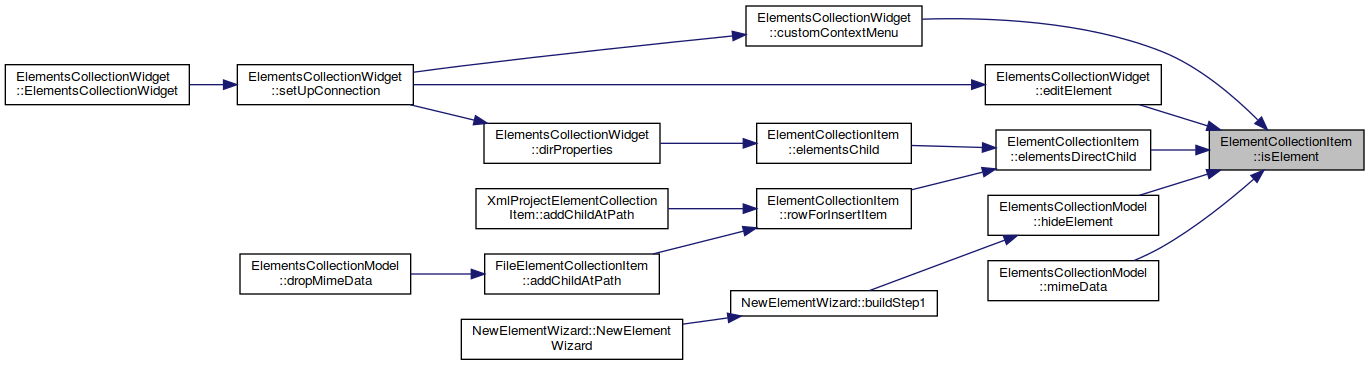 ElementsCollectionWidget
::customContextMenu
ElementsCollectionWidget
::ElementsCollectionWidget
ElementsCollectionWidget
::setUpConnection
ElementsCollectionWidget
::editElement
ElementsCollectionWidget
::dirProperties
ElementCollectionItem
::elementsChild
ElementCollectionItem
::elementsDirectChild
ElementCollectionItem
::isElement
XmlProjectElementCollection
Item::addChildAtPath
ElementCollectionItem
::rowForInsertItem
ElementsCollectionModel
::hideElement
ElementsCollectionModel
::dropMimeData
FileElementCollectionItem
::addChildAtPath
ElementsCollectionModel
::mimeData
NewElementWizard::buildStep1
NewElementWizard::NewElement
Wizard